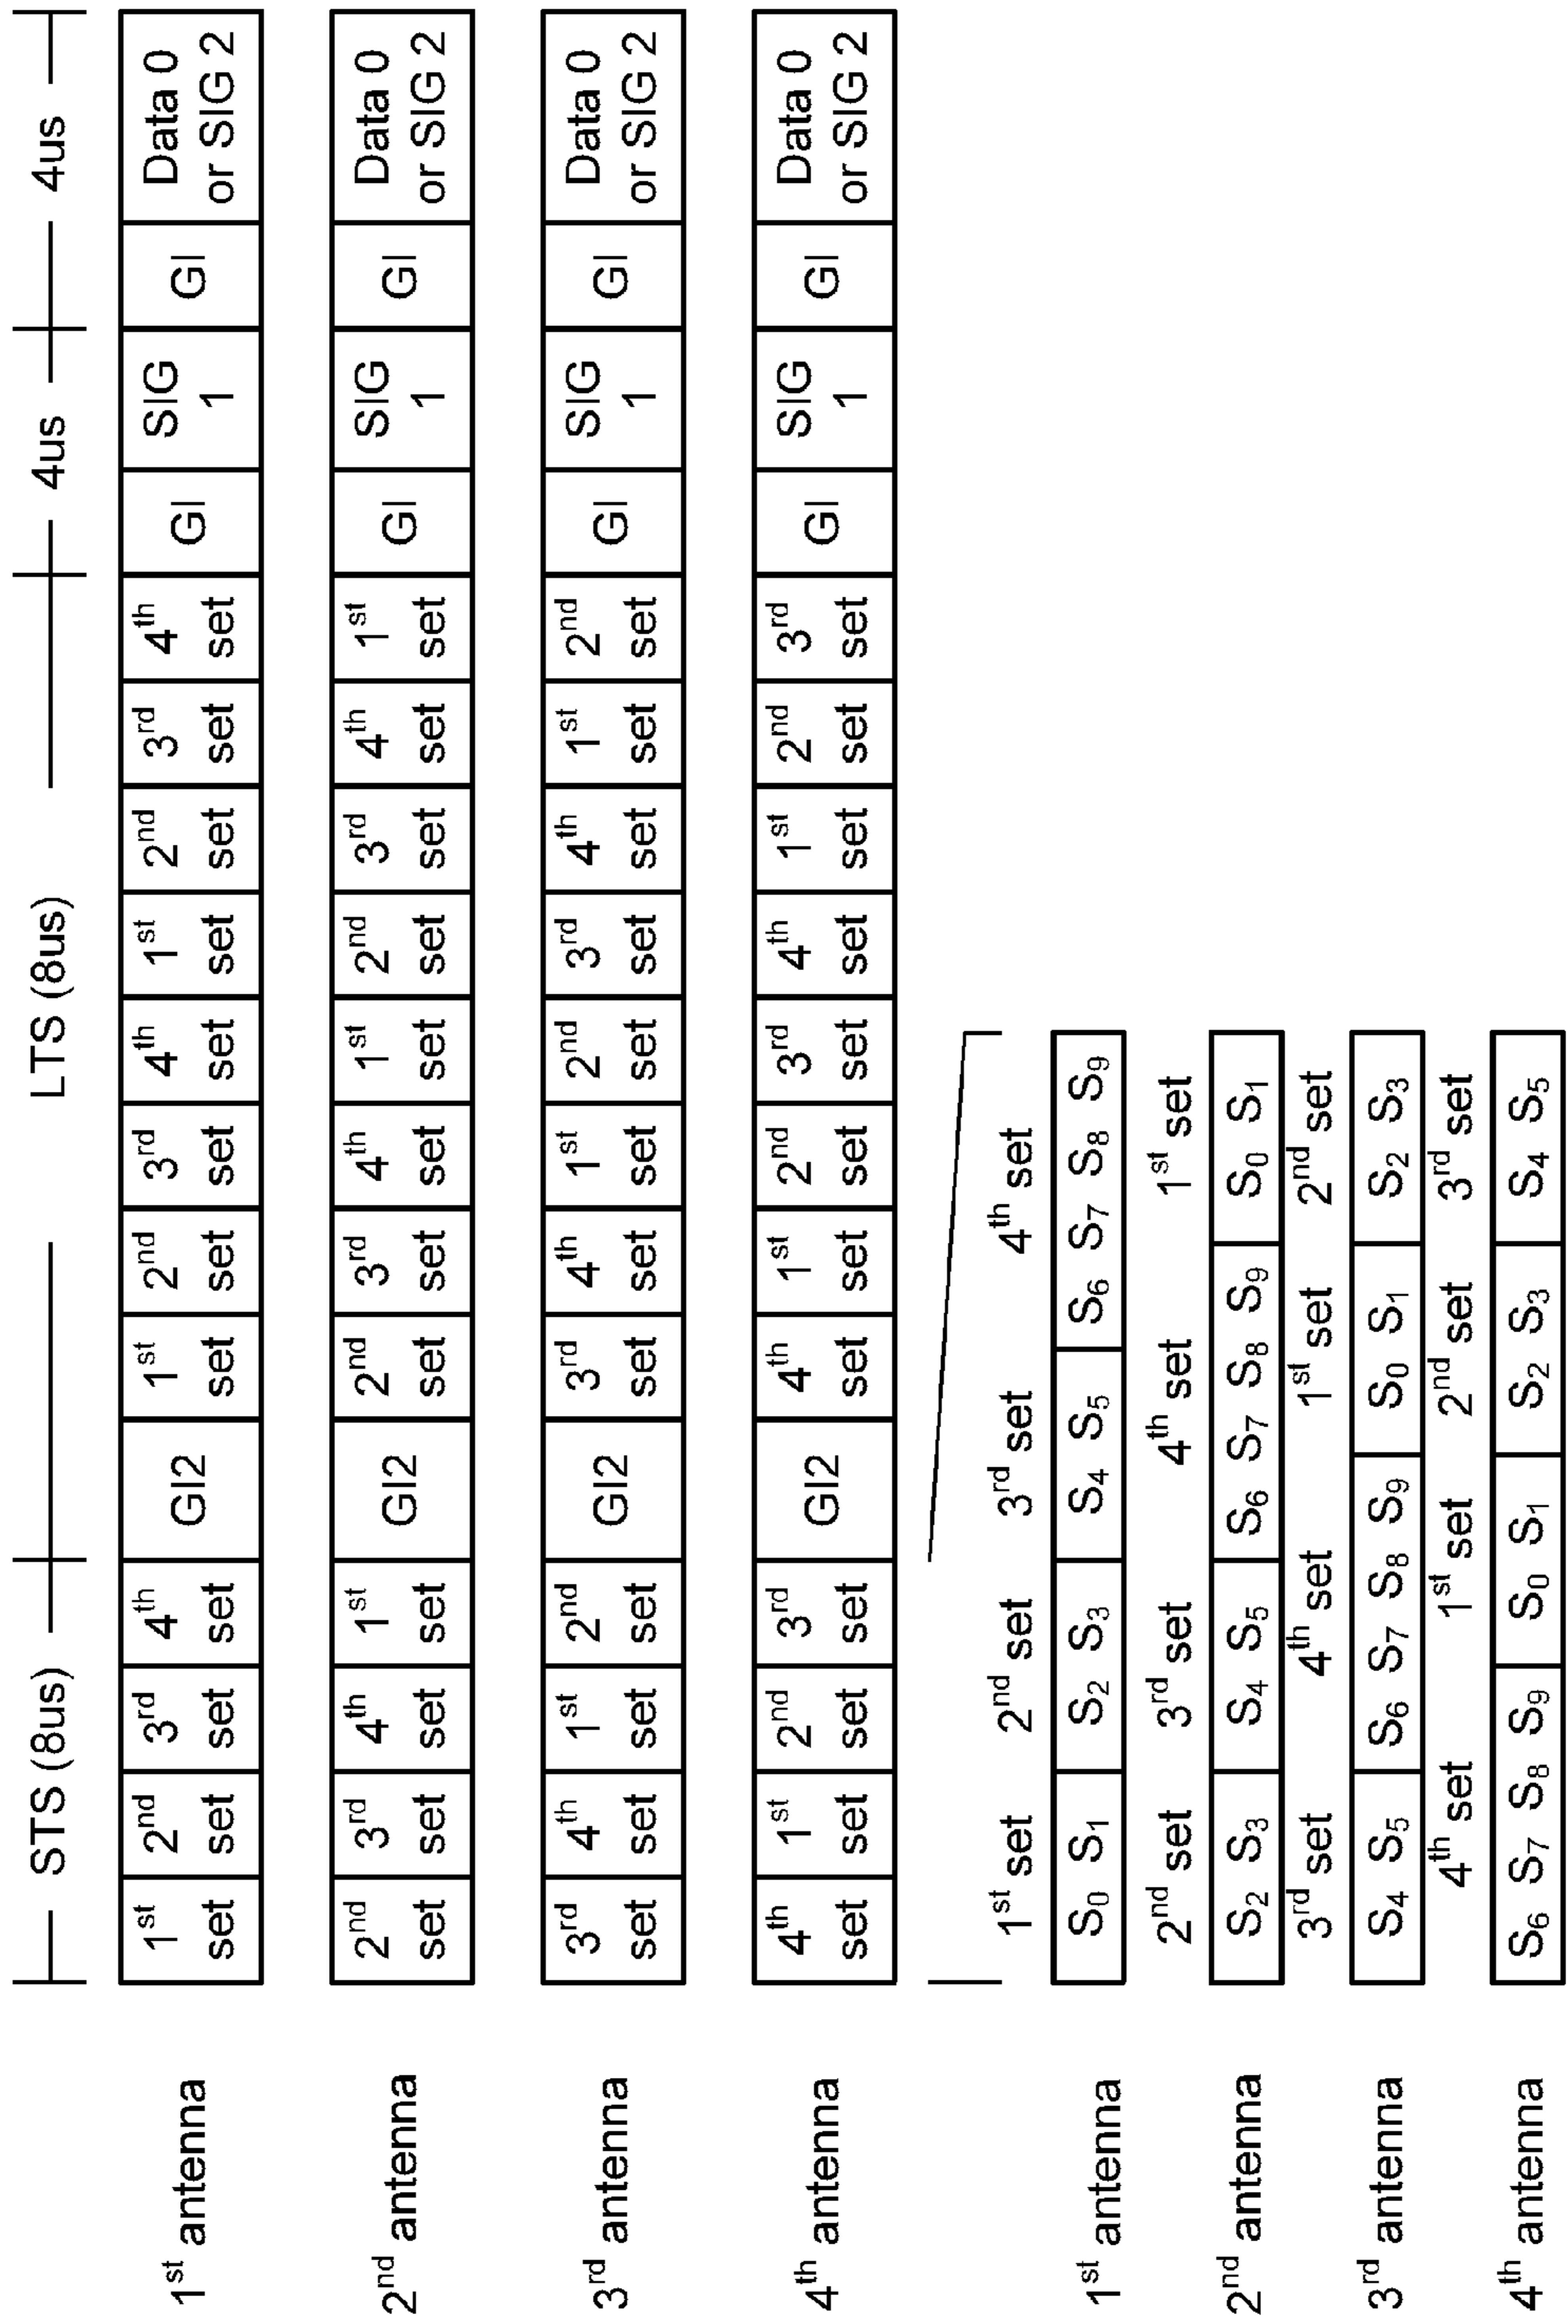 STS (8us) LTS (8us) 4us 4us
1st antenna 1st set 2nd set 3rd set 4th set GI2 1st set 2nd set 3rd set 4th set 1st set 2nd set 3rd set 4th set GI SIG 1 GI Data 0 or SIG 2
2nd antenna 2nd set 3rd set 4th set 1st set GI2 2nd set 3rd set 4th set 1st set 2nd set 3rd set 4th set 1st set GI SIG 1 GI Data 0 or SIG 2
3rd antenna 3rd set 4th set 1st set 2nd set GI2 3rd set 4th set 1st set 2nd set 3rd set 4th set 1st set 2nd set GI SIG 1 GI Data 0 or SIG 2
4th antenna 4th set 1st set 2nd set 3rd set GI2 4th set 1st set 2nd set 3rd set 4th set 1st set 2nd set 3rd set GI SIG 1 GI Data 0 or SIG 2
1st set 2nd set 3rd set 4th set
1st antenna S0 S1 S2 S3 S4 S5 S6 S7 S8 S9
2nd set 3rd set 4th set 1st set
2nd antenna S2 S3 S4 S5 S6 S7 S8 S9 S0 S1
3rd set 4th set 1st set 2nd set
3rd antenna S4 S5 S6 S7 S8 S9 S0 S1 S2 S3
4th set 1st set 2nd set 3rd set
4th antenna S6 S7 S8 S9 S0 S1 S2 S3 S4 S5